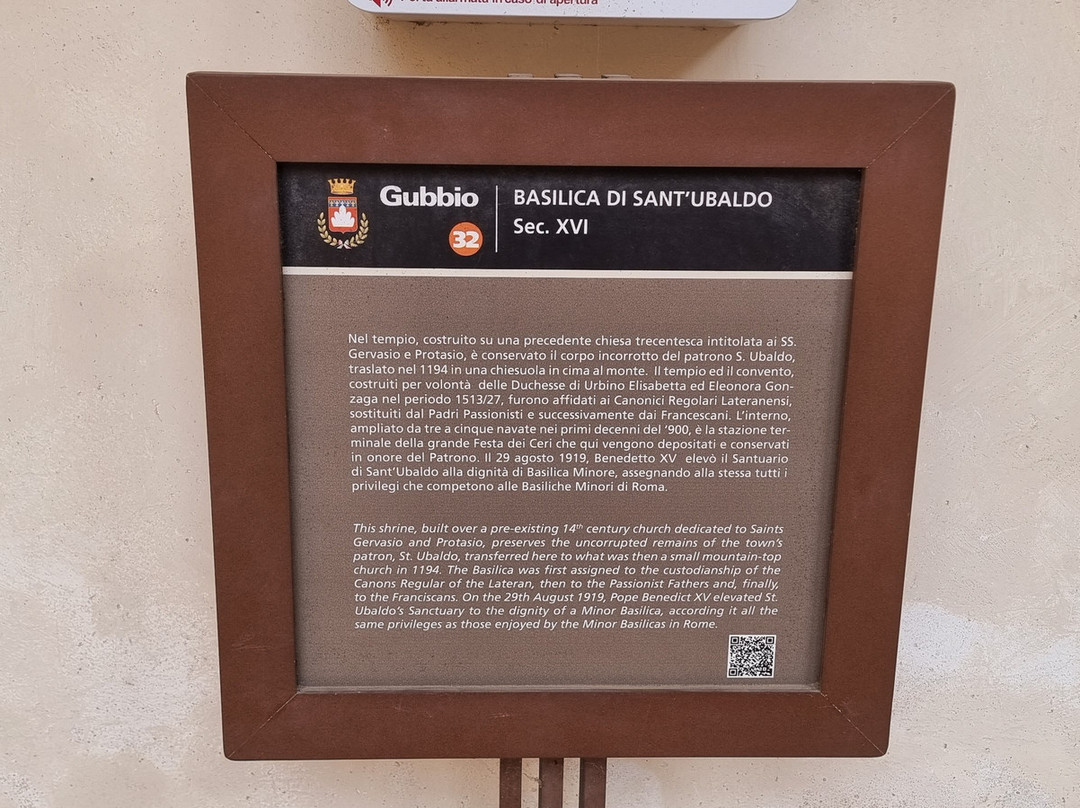 Porta allarmata in caso di apertura
Gubbio
32
BASILICA DI SANT'UBALDO
Sec. XVI
Nel tempio, costruito su una precedente chiesa trecentesca intitolata ai SS.
Gervasio e Protasio, è conservato il corpo incorrotto del patrono S. Ubaldo,
traslato nel 1194 in una chiesuola in cima al monte. Il tempio ed il convento,
costruiti per volontà delle Duchesse di Urbino Elisabetta ed Eleonora Gon-
zaga nel periodo 1513/27, furono affidati ai Canonici Regolari Lateranensi,
sostituiti dal Padri Passionisti e successivamente dai Francescani. L'interno,
ampliato da tre a cinque navate nei primi decenni del '900, è la stazione ter-
minale della grande Festa dei Ceri che qui vengono depositati e conservati
in onore del Patrono. Il 29 agosto 1919, Benedetto XV elevò il Santuario
di Sant'Ubaldo alla dignità di Basilica Minore, assegnando alla stessa tutti i
privilegi che competono alle Basiliche Minori di Roma.
This shrine, built over a pre-existing 14th century church dedicated to Saints
Gervasio and Protasio, preserves the uncorrupted remains of the town's
patron, St. Ubaldo, transferred here to what was then a small mountain-top
church in 1194. The Basilica was first assigned to the custodianship of the
Canons Regular of the Lateran, then to the Passionist Fathers and, finally,
to the Franciscans. On the 29th August 1919, Pope Benedict XV elevated St.
Ubaldo's Sanctuary to the dignity of a Minor Basilica, according it all the
same privileges as those enjoyed by the Minor Basilicas in Rome.